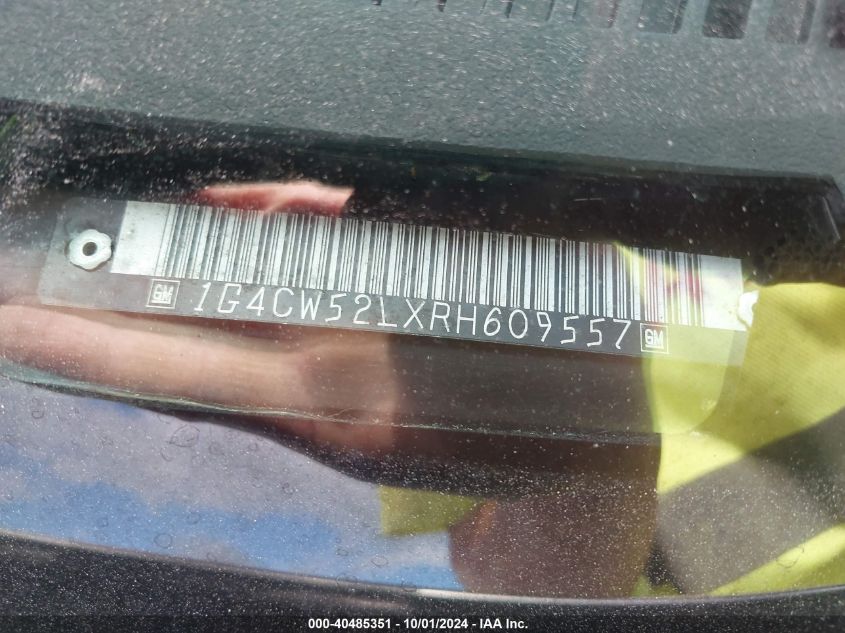 GM 1G4CW52LXRH609557 GM
000-40485351 - 10/01/2024 - IAA Inc.